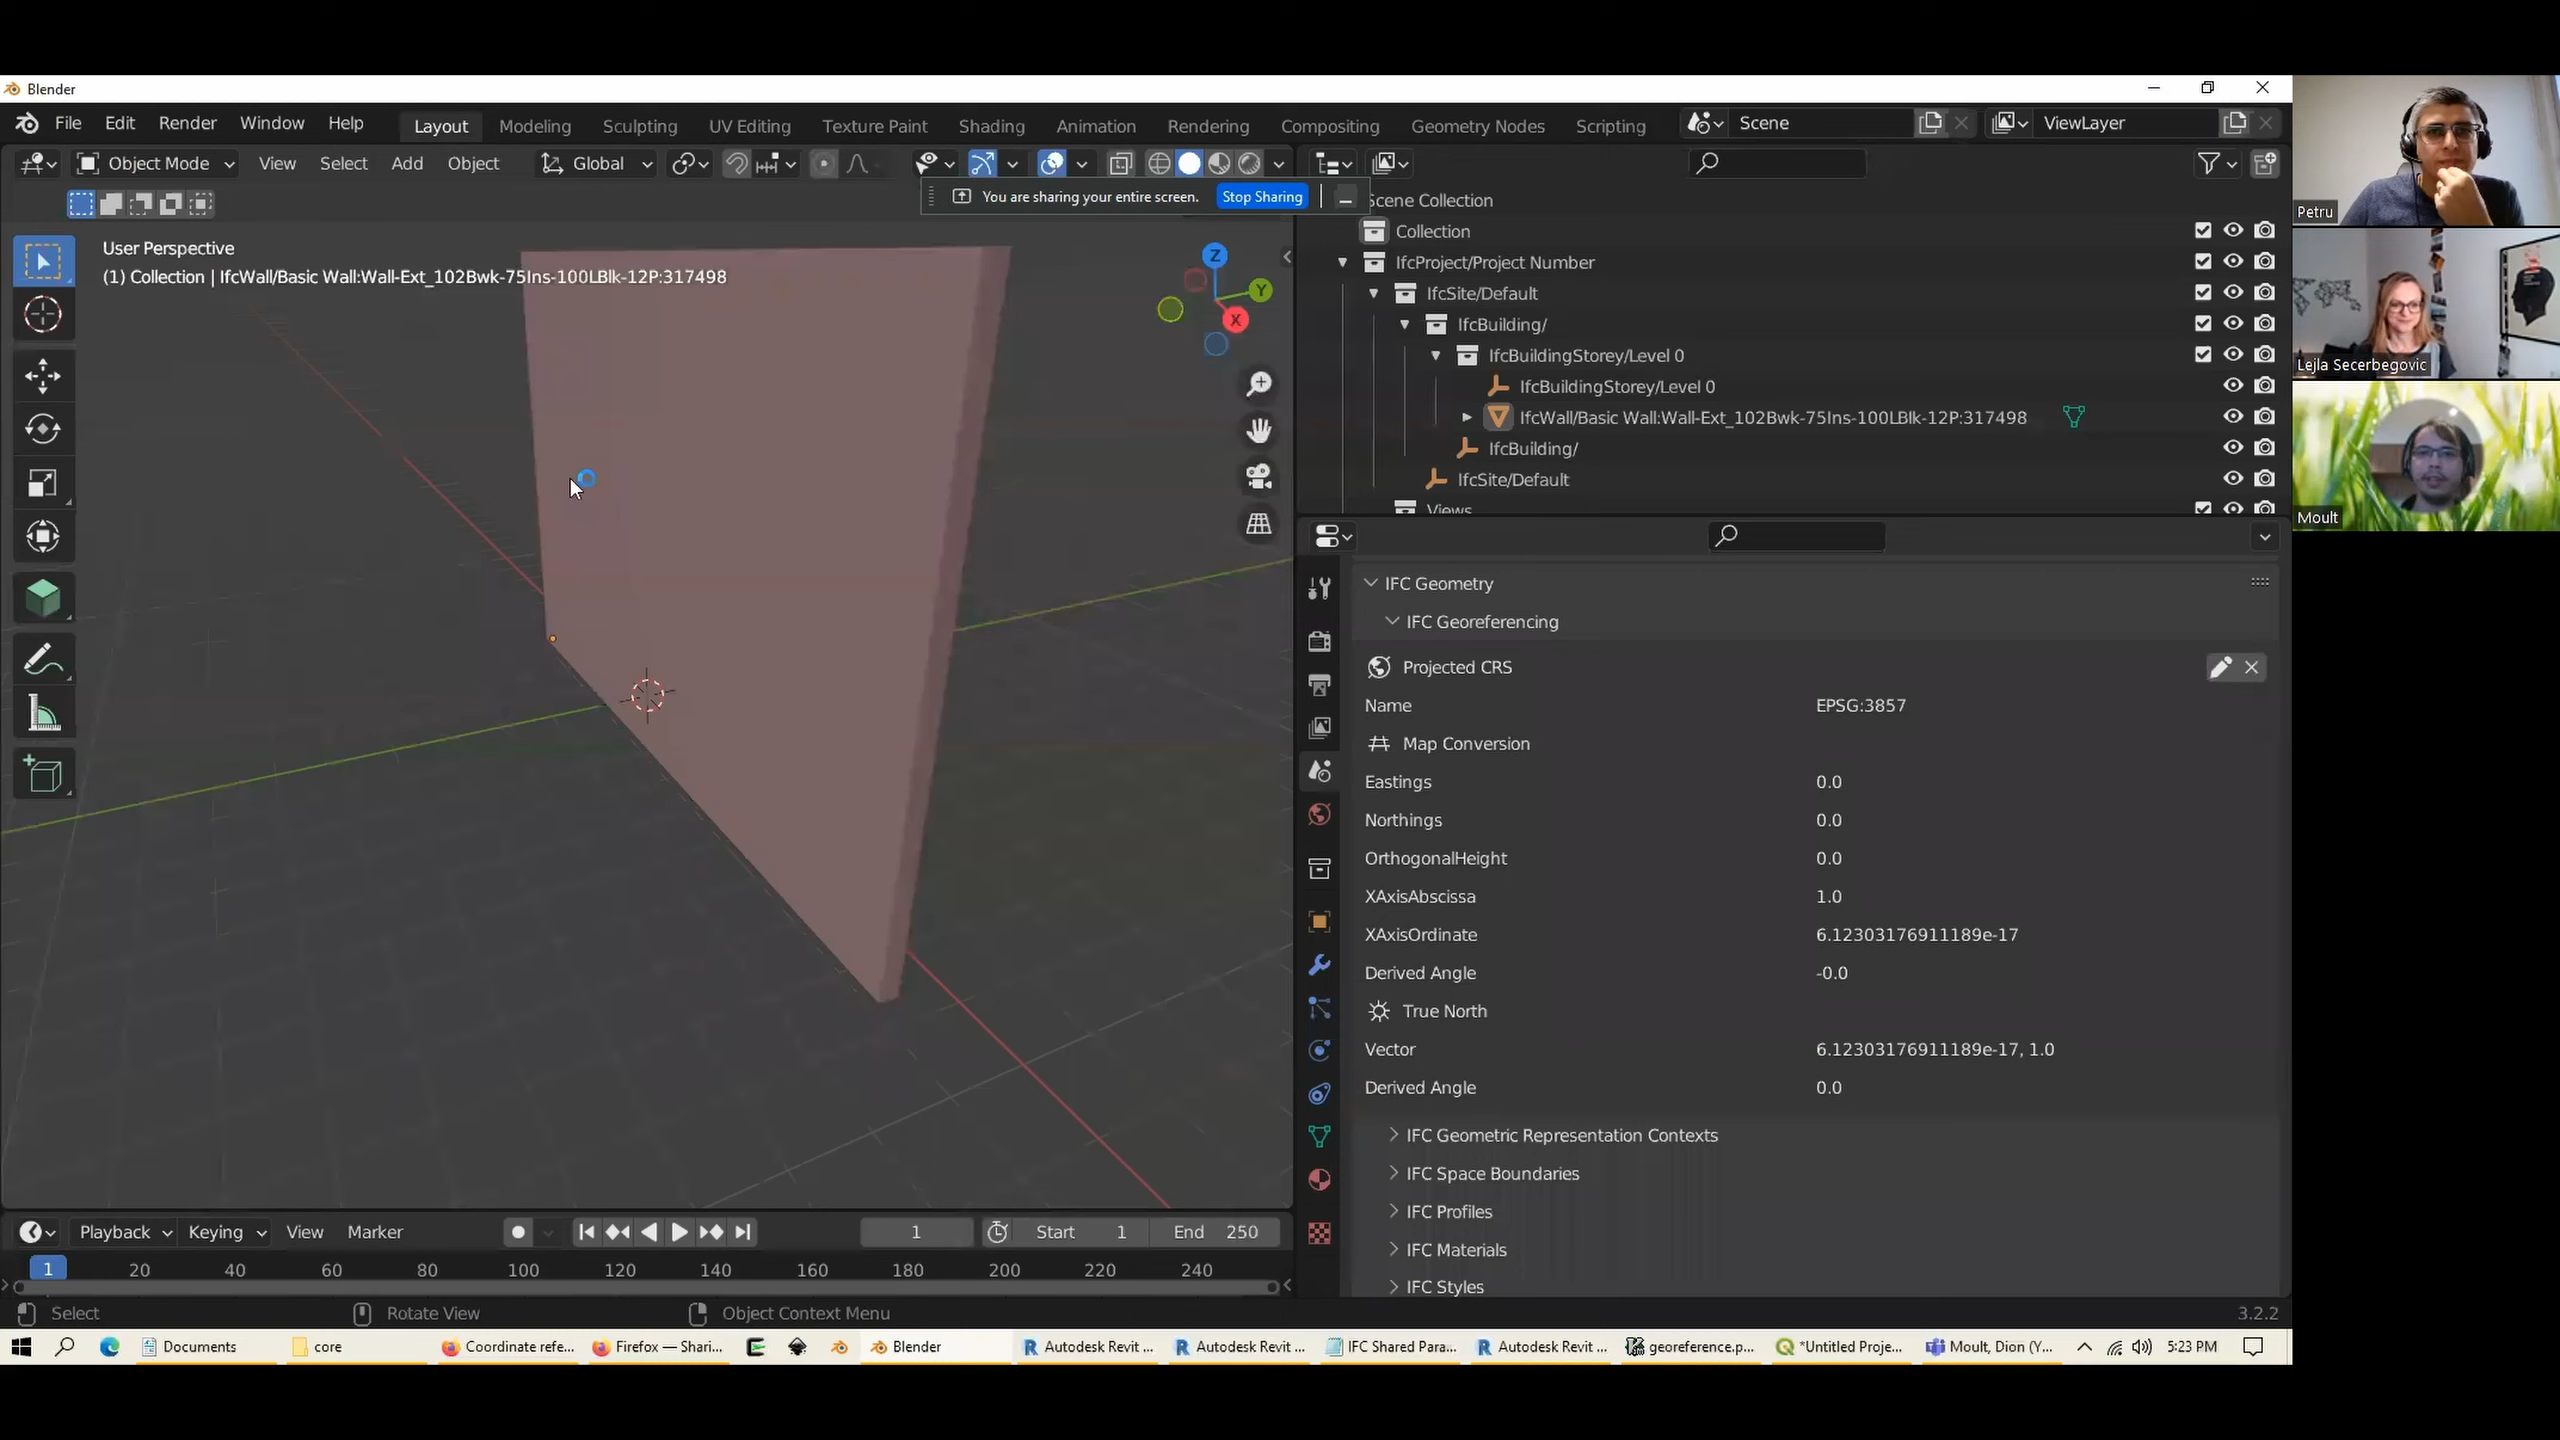 Blender
File Edit Render Window Help
Layout Modeling Sculpting UV Editing Texture Paint Shading Animation Rendering Compositing Geometry Nodes Scripting
Scene
ViewLayer
Object Mode View Select Add Object Global
You are sharing your entire screen. Stop Sharing
User Perspective
(1) Collection | IfcWall/Basic Wall:Wall-Ext_102Bwk-75Ins-100LBlk-12P:317498
Z
Y
X
Scene Collection
Collection
IfcProject/Project Number
IfcSite/Default
IfcBuilding/
IfcBuildingStorey/Level 0
IfcBuildingStorey/Level 0
IfcWall/Basic Wall:Wall-Ext_102Bwk-75Ins-100LBlk-12P:317498
IfcBuilding/
IfcSite/Default
Views
IFC Geometry
IFC Georeferencing
Projected CRS
Name EPSG:3857
Map Conversion
Eastings 0.0
Northings 0.0
OrthogonalHeight 0.0
XAxisAbscissa 1.0
XAxisOrdinate 6.12303176911189e-17
Derived Angle -0.0
True North
Vector 6.12303176911189e-17, 1.0
Derived Angle 0.0
IFC Geometric Representation Contexts
IFC Space Boundaries
IFC Profiles
IFC Materials
IFC Styles
Playback Keying View Marker 1 Start 1 End 250
1 20 40 60 80 100 120 140 160 180 200 220 240
Select Rotate View Object Context Menu 3.2.2
Documents core Coordinate refe... Firefox — Shari... Blender Autodesk Revit ... Autodesk Revit ... IFC Shared Para... Autodesk Revit ... georeference.p... *Untitled Proje... Moult, Dion (Y... 5:23 PM
Petru
Lejla Secerbegovic
Moult